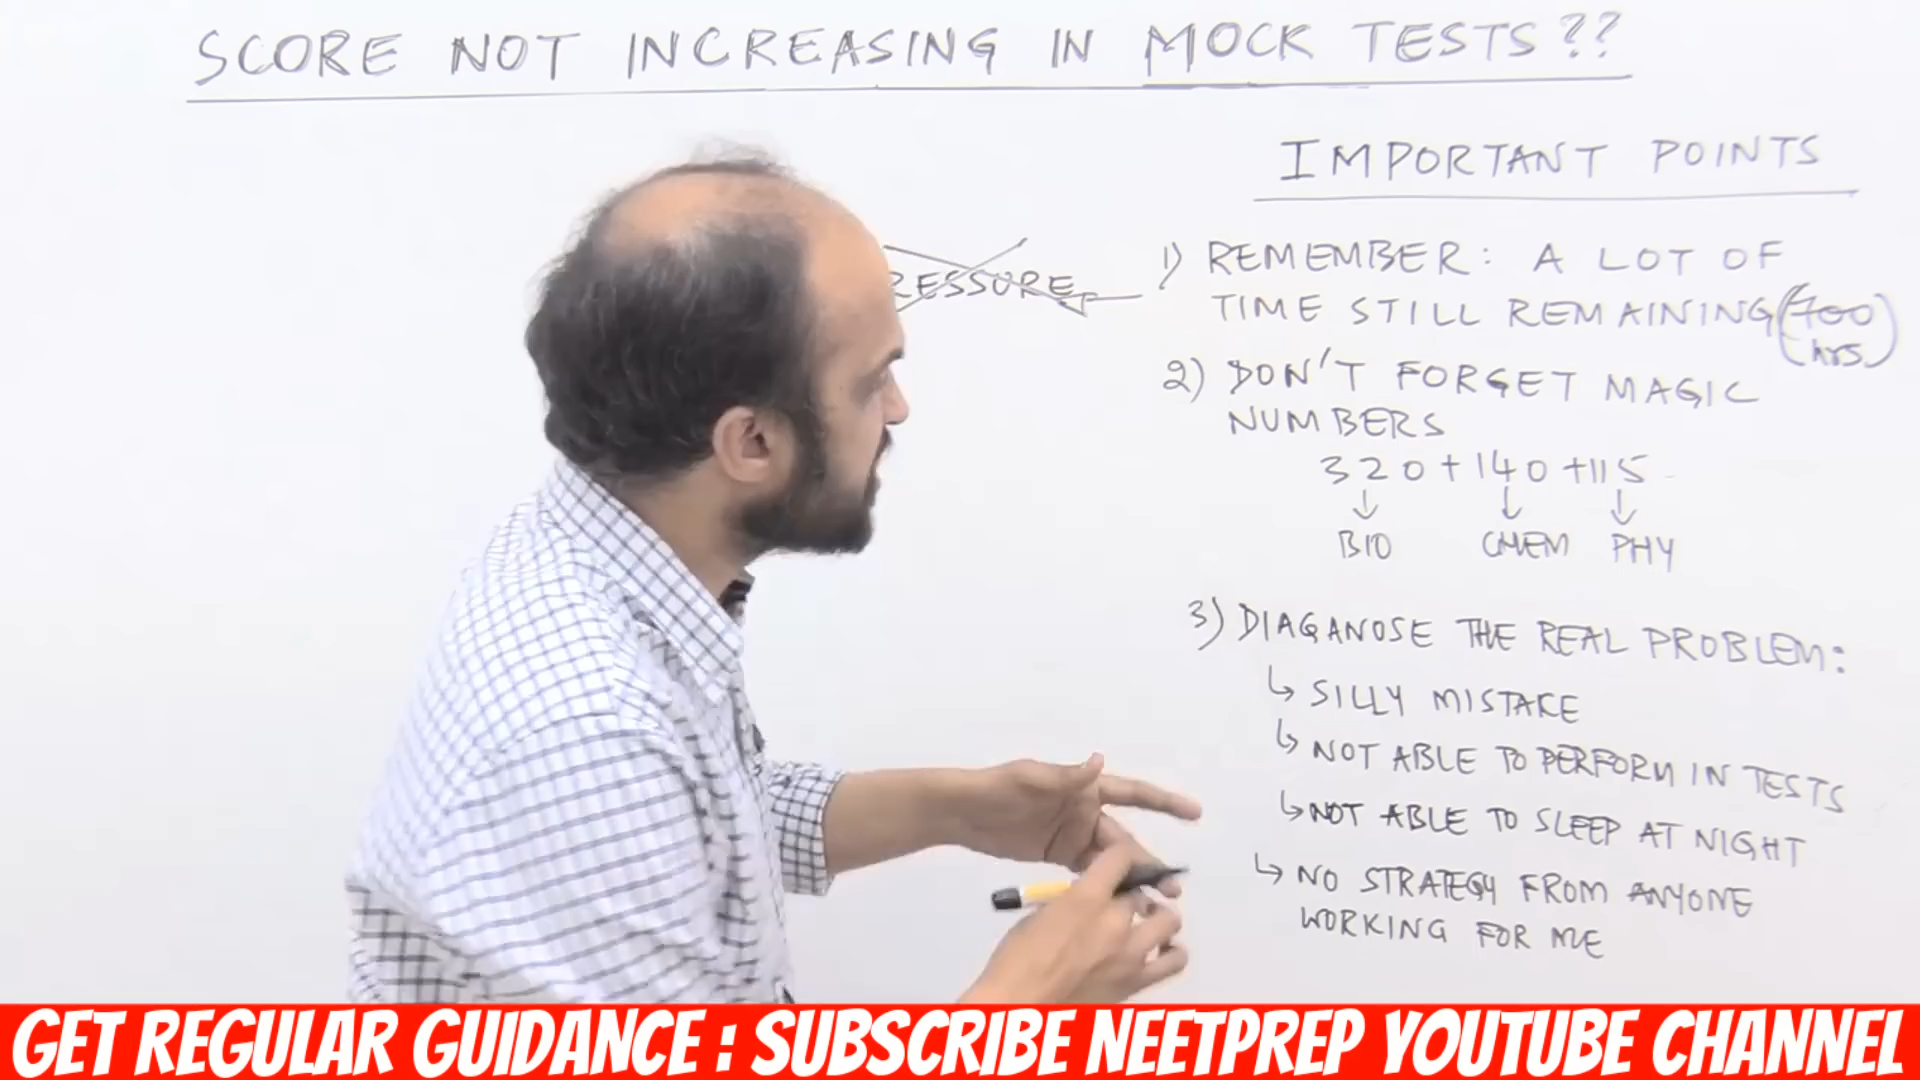 SCORE NOT INCREASING IN MOCK TESTS??
IMPORTANT POINTS
RESSURE
1) REMEMBER: A LOT OF
TIME STILL REMAINING (700
hrs)
2) DON'T FORGET MAGIC
NUMBERS
320+140+115
BIO CHEM PHY
3) DIAGANOSE THE REAL PROBLEM:
SILLY MISTAKE
NOT ABLE TO PERFORM IN TESTS
NOT ABLE TO SLEEP AT NIGHT
NO STRATEGY FROM ANYONE
WORKING FOR ME
GET REGULAR GUIDANCE : SUBSCRIBE NEETPREP YOUTUBE CHANNEL